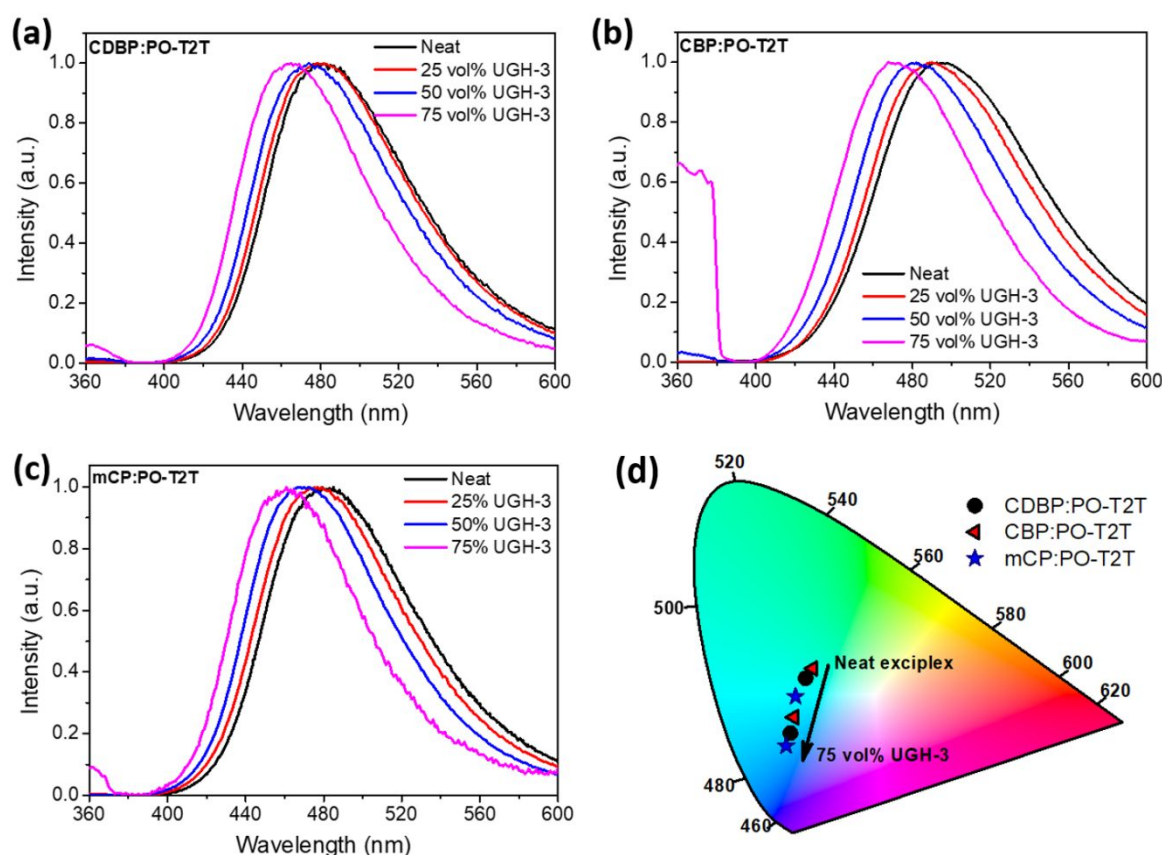 (a)
CDBP:PO-T2T
Neat
25 vol% UGH-3
50 vol% UGH-3
75 vol% UGH-3
1.0
0.8
0.6
0.4
0.2
0.0
Intensity (a.u.)
360 400 440 480 520 560 600
Wavelength (nm)
(b)
CBP:PO-T2T
Neat
25 vol% UGH-3
50 vol% UGH-3
75 vol% UGH-3
1.0
0.8
0.6
0.4
0.2
0.0
Intensity (a.u.)
360 400 440 480 520 560 600
Wavelength (nm)
(c)
mCP:PO-T2T
Neat
25% UGH-3
50% UGH-3
75% UGH-3
1.0
0.8
0.6
0.4
0.2
0.0
Intensity (a.u.)
360 400 440 480 520 560 600
Wavelength (nm)
(d)
CDBP:PO-T2T
CBP:PO-T2T
mCP:PO-T2T
520
540
560
580
600
620
500
480
460
Neat exciplex
75 vol% UGH-3